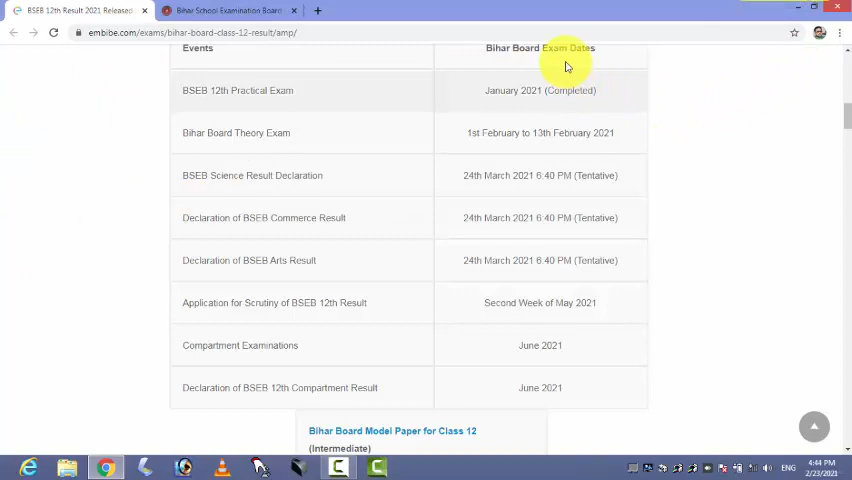 BSEB 12th Result 2021 Released
Bihar School Examination Board
embibe.com/exams/bihar-board-class-12-result/amp/
Events Bihar Board Exam Dates
BSEB 12th Practical Exam January 2021 (Completed)
Bihar Board Theory Exam 1st February to 13th February 2021
BSEB Science Result Declaration 24th March 2021 6:40 PM (Tentative)
Declaration of BSEB Commerce Result 24th March 2021 6:40 PM (Tentative)
Declaration of BSEB Arts Result 24th March 2021 6:40 PM (Tentative)
Application for Scrutiny of BSEB 12th Result Second Week of May 2021
Compartment Examinations June 2021
Declaration of BSEB 12th Compartment Result June 2021
Bihar Board Model Paper for Class 12
(Intermediate)
ENG
4:44 PM
2/23/2021